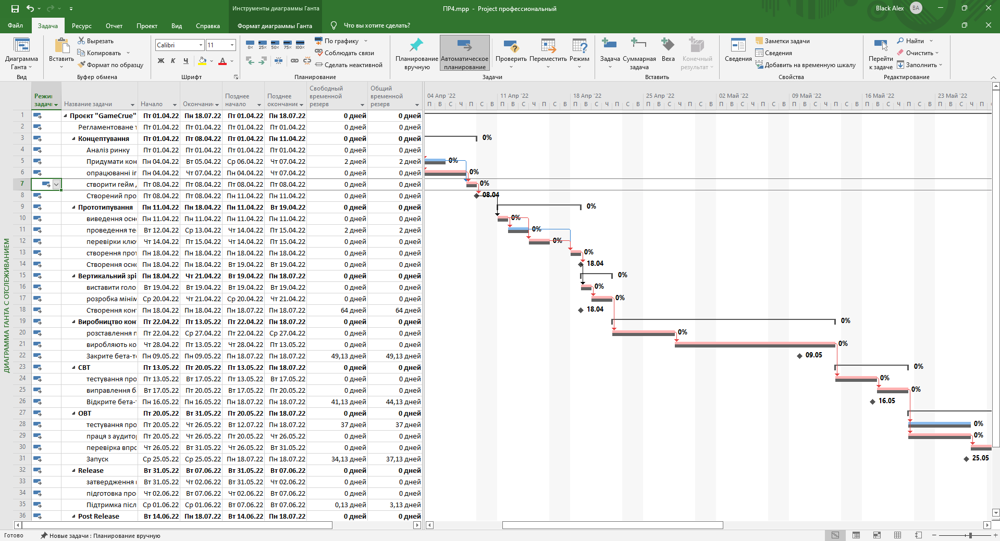 Инструменты диаграммы Ганта
ПР4.mpp - Project профессиональный
Black Alex
BA
Файл
Задача
Ресурс
Отчет
Проект
Вид
Справка
Формат диаграммы Ганта
Что вы хотите сделать?
Диаграмма Ганта
Вставить
Вырезать
Копировать
Формат по образцу
Calibri
11
Ж К Ч
0% 25% 50% 75% 100%
По графику
Соблюдать связи
Сделать неактивной
Планирование вручную
Автоматическое планирование
Проверить
Переместить
Режим
Задача
Суммарная задача
Веха
Конечный результат
Сведения
Заметки задачи
Сведения
Добавить на временную шкалу
Перейти к задаче
Найти
Очистить
Заполнить
Вид
Буфер обмена
Шрифт
Планирование
Задачи
Вставить
Свойства
Редактирование
Название задачи
Начало
Позднее начало
Позднее окончание
Свободный временной резерв
Общий временной резерв
04 Апр '22
11 Апр '22
18 Апр '22
25 Апр '22
02 Май '22
09 Май '22
16 Май '22
23 Май '22
П В С Ч П С В П В С Ч П С В П В С Ч П С В П В С Ч П С В П В С Ч П С В П В С Ч П С В П В С Ч П С В П В С Ч П
ДИАГРАММА ГАНТА С ОТСЛЕЖИВАНИЕМ
1 Проєкт "GameCrue" Пт 01.04.22 Пн 18.07.22 Пт 01.04.22 Пн 18.07.22 0 дней 0 дней
2 Регламентоване Пт 01.04.22 Пт 01.04.22 Пт 01.04.22 Пт 01.04.22 0 дней 0 дней
3 Концептування Пт 01.04.22 Пт 08.04.22 Пт 01.04.22 Пн 11.04.22 0 дней 0 дней 0%
4 Аналіз ринку Пт 01.04.22 Пт 01.04.22 Пт 01.04.22 Пт 01.04.22 0 дней 0 дней
5 Придумати кон Пн 04.04.22 Вт 05.04.22 Ср 06.04.22 Чт 07.04.22 2 дней 2 дней 0%
6 опрацюванні іг Пн 04.04.22 Чт 07.04.22 Пн 04.04.22 Чт 07.04.22 0 дней 0 дней 0%
7 створити гейм Пт 08.04.22 Пт 08.04.22 Пт 08.04.22 Пт 08.04.22 0 дней 0 дней 0%
8 Створений про Пт 08.04.22 Пт 08.04.22 Пн 11.04.22 Пн 11.04.22 0 дней 0 дней 08.04
9 Прототипування Пн 11.04.22 Пн 18.04.22 Пн 11.04.22 Вт 19.04.22 0 дней 0 дней 0%
10 виведення осн Пн 11.04.22 Пн 11.04.22 Пн 11.04.22 Пн 11.04.22 0 дней 0 дней 0%
11 проведення те Вт 12.04.22 Ср 13.04.22 Чт 14.04.22 Пт 15.04.22 2 дней 2 дней 0%
12 перевірки клю Чт 14.04.22 Пт 15.04.22 Чт 14.04.22 Пт 15.04.22 0 дней 0 дней 0%
13 створення прот Пн 18.04.22 Пн 18.04.22 Пн 18.04.22 Пн 18.04.22 0 дней 0 дней 0%
14 Створення осно Пн 18.04.22 Пн 18.04.22 Вт 19.04.22 Вт 19.04.22 0 дней 0 дней 18.04
15 Вертикальний зрі Пн 18.04.22 Чт 21.04.22 Вт 19.04.22 Пн 18.07.22 0 дней 0 дней 0%
16 виставити голо Вт 19.04.22 Вт 19.04.22 Вт 19.04.22 Вт 19.04.22 0 дней 0 дней 0%
17 розробка мінім Ср 20.04.22 Чт 21.04.22 Ср 20.04.22 Чт 21.04.22 0 дней 0 дней 0%
18 Створення конт Пн 18.04.22 Пн 18.04.22 Пн 18.07.22 Пн 18.07.22 64 дней 64 дней 18.04
19 Виробництво кон Пт 22.04.22 Пт 13.05.22 Пт 22.04.22 Пн 18.07.22 0 дней 0 дней 0%
20 розставлення п Пт 22.04.22 Ср 27.04.22 Пт 22.04.22 Ср 27.04.22 0 дней 0 дней 0%
21 виробляють ко Чт 28.04.22 Пт 13.05.22 Чт 28.04.22 Пт 13.05.22 0 дней 0 дней 0%
22 Закрите бета-т Пн 09.05.22 Пн 09.05.22 Пн 18.07.22 Пн 18.07.22 49,13 дней 49,13 дней 09.05
23 CBT Пт 13.05.22 Пт 20.05.22 Пт 13.05.22 Пн 18.07.22 0 дней 0 дней 0%
24 тестування про Пт 13.05.22 Вт 17.05.22 Пт 13.05.22 Вт 17.05.22 0 дней 0 дней 0%
25 виправлення б Вт 17.05.22 Пт 20.05.22 Вт 17.05.22 Пт 20.05.22 0 дней 0 дней 0%
26 Відкрите бета- Пн 16.05.22 Пн 16.05.22 Пн 18.07.22 Пн 18.07.22 41,13 дней 44,13 дней 16.05
27 OBT Пт 20.05.22 Вт 31.05.22 Пт 20.05.22 Пн 18.07.22 0 дней 0 дней
28 тестування про Пт 20.05.22 Чт 26.05.22 Вт 12.07.22 Пн 18.07.22 37 дней 37 дней 0%
29 праця з аудито Пт 20.05.22 Чт 26.05.22 Пт 20.05.22 Чт 26.05.22 0 дней 0 дней 0%
30 перевірка впро Чт 26.05.22 Вт 31.05.22 Чт 26.05.22 Вт 31.05.22 0 дней 0 дней
31 Запуск Ср 25.05.22 Ср 25.05.22 Пн 18.07.22 Пн 18.07.22 34,13 дней 37,13 дней 25.05
32 Release Вт 31.05.22 Вт 07.06.22 Вт 31.05.22 Вт 07.06.22 0 дней 0 дней
33 затвердження Вт 31.05.22 Чт 02.06.22 Вт 31.05.22 Чт 02.06.22 0 дней 0 дней
34 підготовка про Чт 02.06.22 Вт 07.06.22 Чт 02.06.22 Вт 07.06.22 0 дней 0 дней
35 Підтримка післ Ср 01.06.22 Ср 01.06.22 Вт 07.06.22 Вт 07.06.22 0,13 дней 3,13 дней
36 Post Release Вт 14.06.22 Пн 18.07.22 Вт 14.06.22 Пн 18.07.22 0 дней 0 дней
Готово
Новые задачи : Планирование вручную